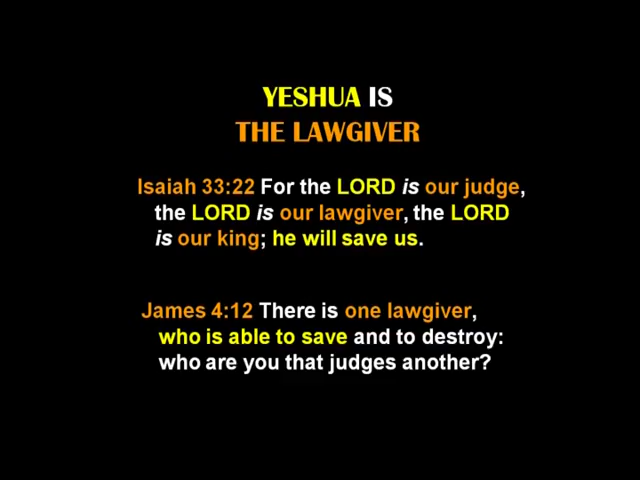 YESHUA IS
THE LAWGIVER
Isaiah 33:22 For the LORD is our judge,
the LORD is our lawgiver, the LORD
is our king; he will save us.
James 4:12 There is one lawgiver,
who is able to save and to destroy:
who are you that judges another?